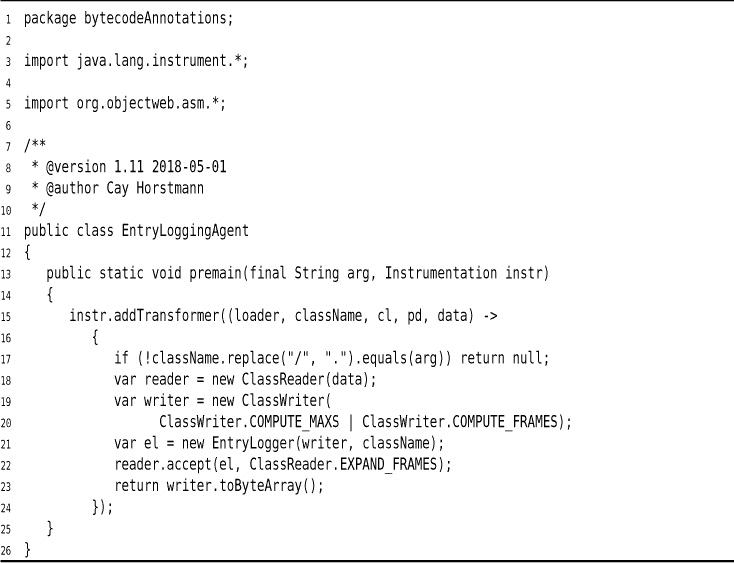 1 package bytecodeAnnotations;
2
3 import java.lang.instrument.*;
4
5 import org.objectweb.asm.*;
6
7 /**
8  * @version 1.11 2018-05-01
9  * @author Cay Horstmann
10  */
11 public class EntryLoggingAgent
12 {
13    public static void premain(final String arg, Instrumentation instr)
14    {
15       instr.addTransformer((loader, className, cl, pd, data) ->
16          {
17             if (!className.replace("/", ".").equals(arg)) return null;
18             var reader = new ClassReader(data);
19             var writer = new ClassWriter(
20                   ClassWriter.COMPUTE_MAXS | ClassWriter.COMPUTE_FRAMES);
21             var el = new EntryLogger(writer, className);
22             reader.accept(el, ClassReader.EXPAND_FRAMES);
23             return writer.toByteArray();
24          });
25    }
26 }